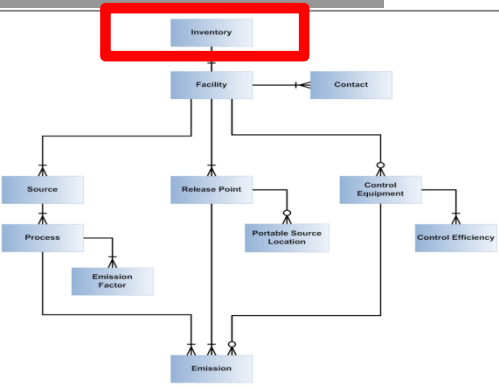 Inventory
Facility
Contact
Source
Release Point
Control
Equipment
Process
Portable Source
Location
Control Efficiency
Emission
Factor
Emission